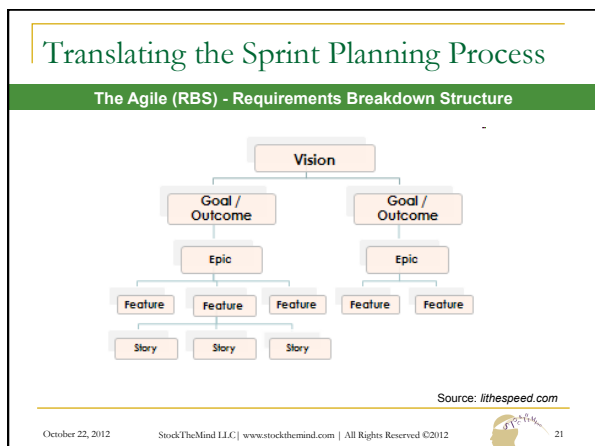 Translating the Sprint Planning Process
The Agile (RBS) - Requirements Breakdown Structure
-
Vision
Goal /
Outcome
Goal /
Outcome
Epic
Epic
Feature
Feature
Feature
Feature
Feature
Story
Story
Story
Source: lithespeed.com
October 22, 2012
StockTheMind LLC| www.stockthemind.com | All Rights Reserved ©2012
21